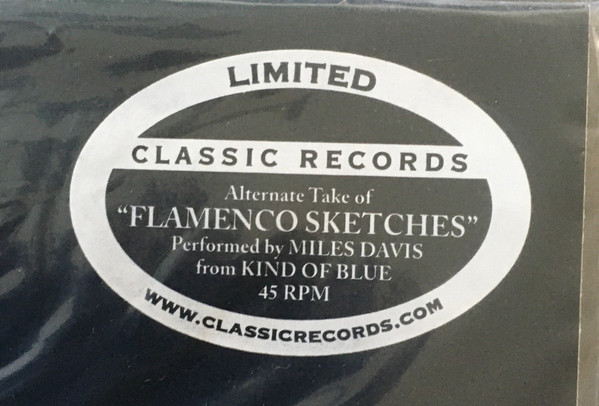 LIMITED
CLASSIC RECORDS
Alternate Take of
“FLAMENCO SKETCHES”
Performed by MILES DAVIS
from KIND OF BLUE
45 RPM
WWW.CLASSICRECORDS.COM